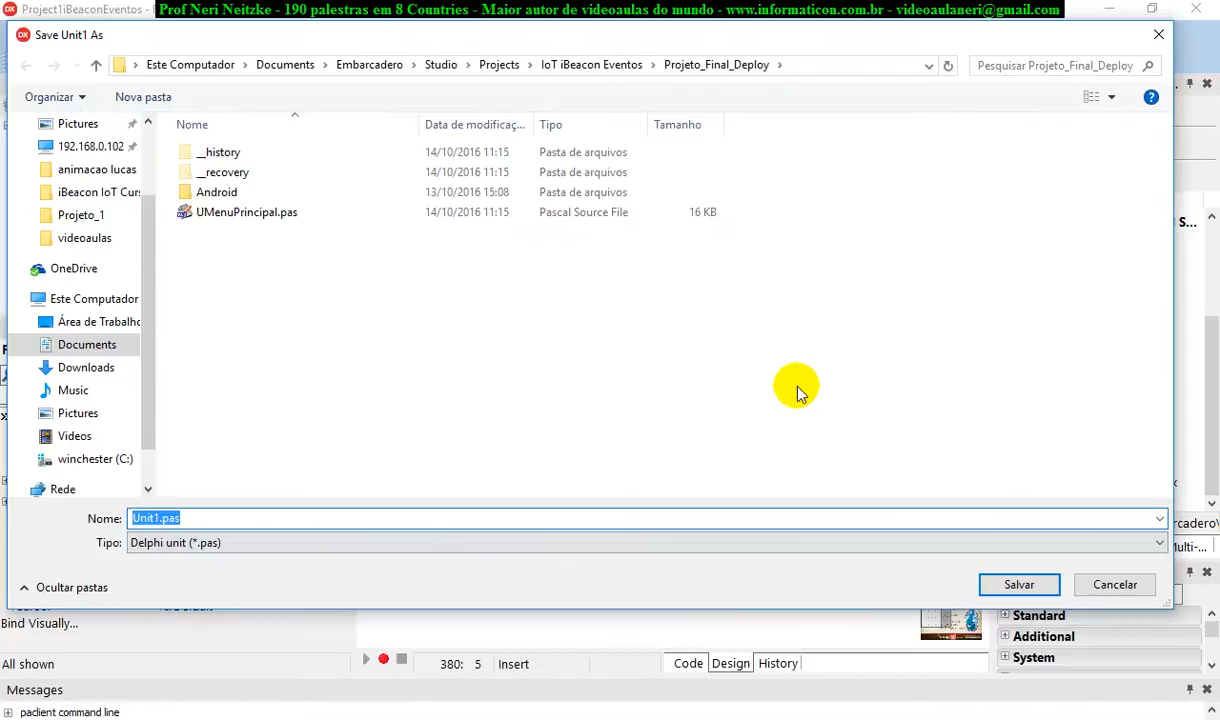 Project1iBeaconEventos -
Prof Neri Neitzke - 190 palestras em 8 Countries - Maior autor de videoaulas do mundo - www.informaticon.com.br - videoaulaneri@gmail.com
Save Unit1 As
Este Computador > Documents > Embarcadero > Studio > Projects > IoT iBeacon Eventos > Projeto_Final_Deploy >
Pesquisar Projeto_Final_Deploy
Organizar
Nova pasta
Nome
Data de modificaç...
Tipo
Tamanho
Pictures
192.168.0.102
animacao lucas
iBeacon IoT Curs
Projeto_1
videoaulas
OneDrive
Este Computador
Área de Trabalho
Documents
Downloads
Music
Pictures
Videos
winchester (C:)
Rede
__history 14/10/2016 11:15 Pasta de arquivos
__recovery 14/10/2016 11:15 Pasta de arquivos
Android 13/10/2016 15:08 Pasta de arquivos
UMenuPrincipal.pas 14/10/2016 11:15 Pascal Source File 16 KB
S...
Nome: Unit1.pas
rcadero\
Tipo: Delphi unit (*.pas)
Multi-...
Ocultar pastas
Salvar
Cancelar
Bind Visually...
All shown
380: 5
Insert
Code
Design
History
Standard
Additional
System
Messages
paclient command line